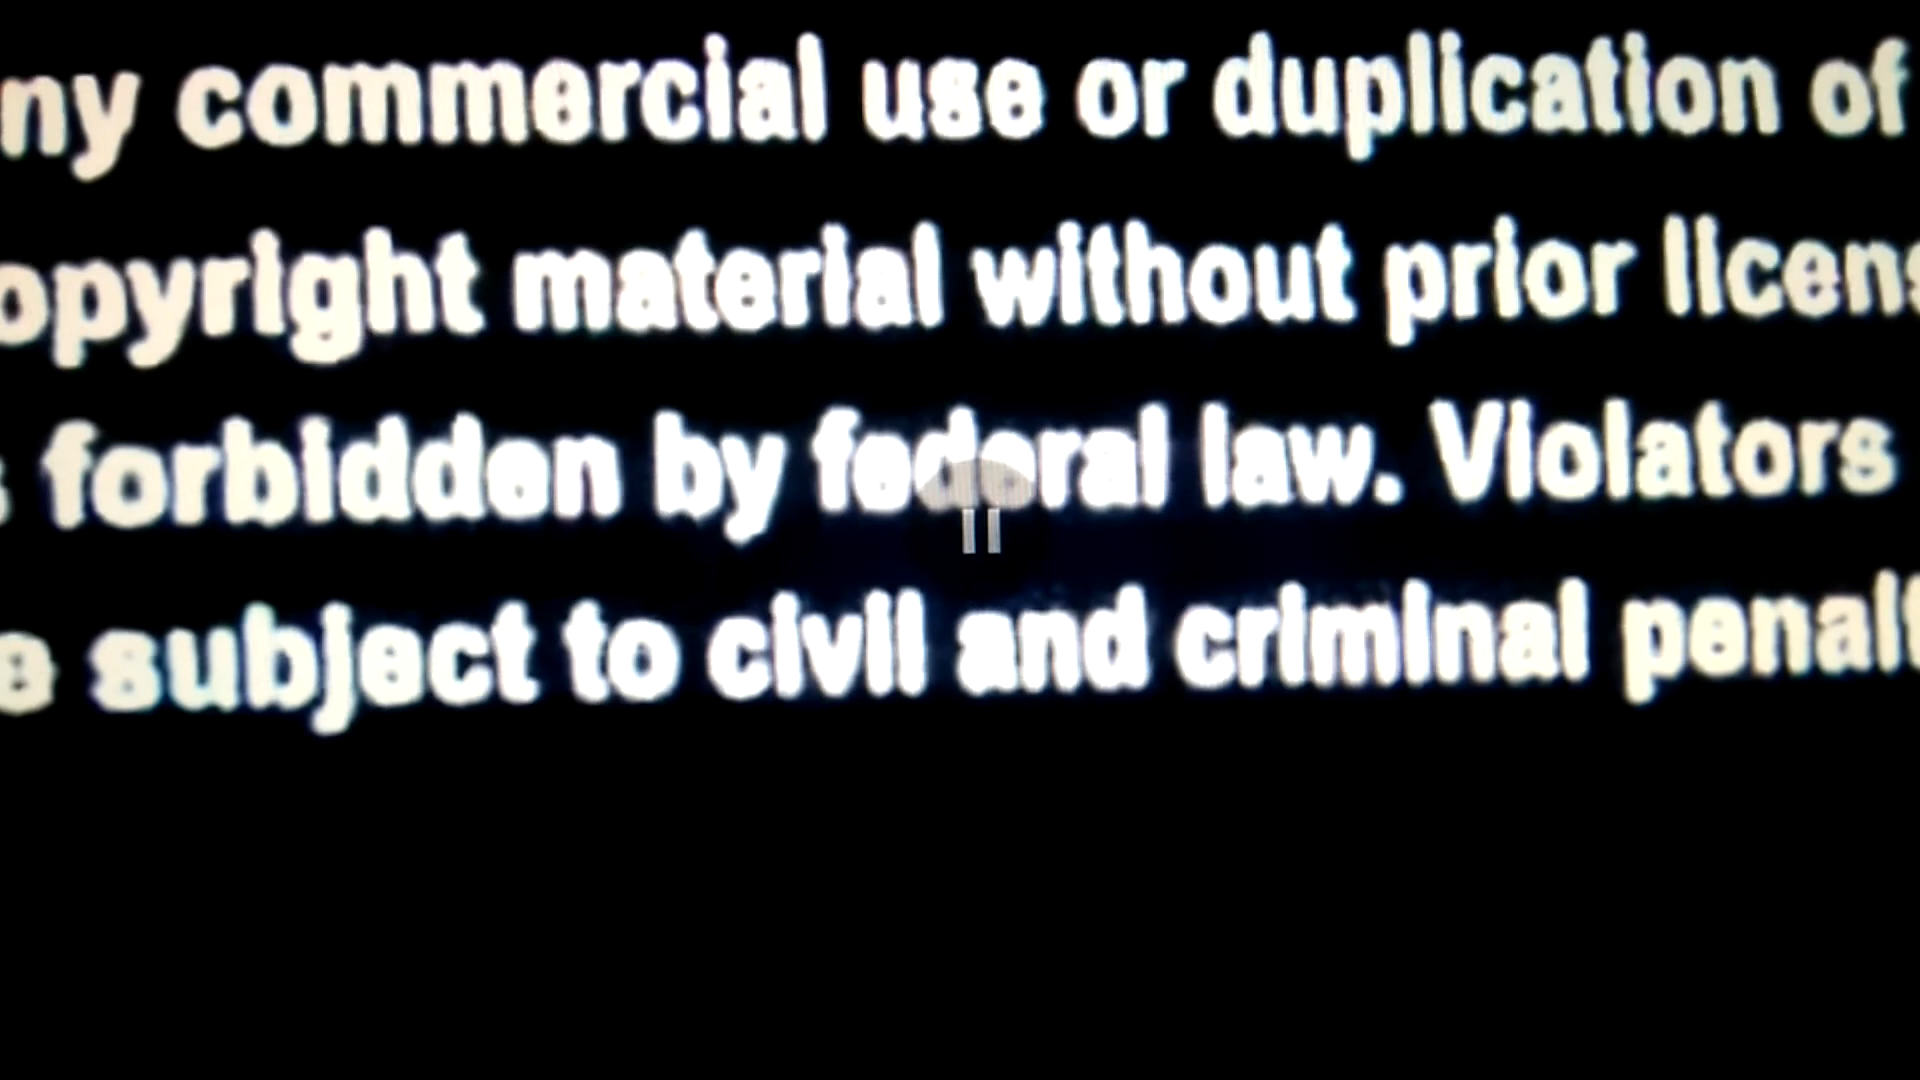 ny commercial use or duplication of
opyright material without prior licens
s forbidden by federal law. Violators
e subject to civil and criminal penalt